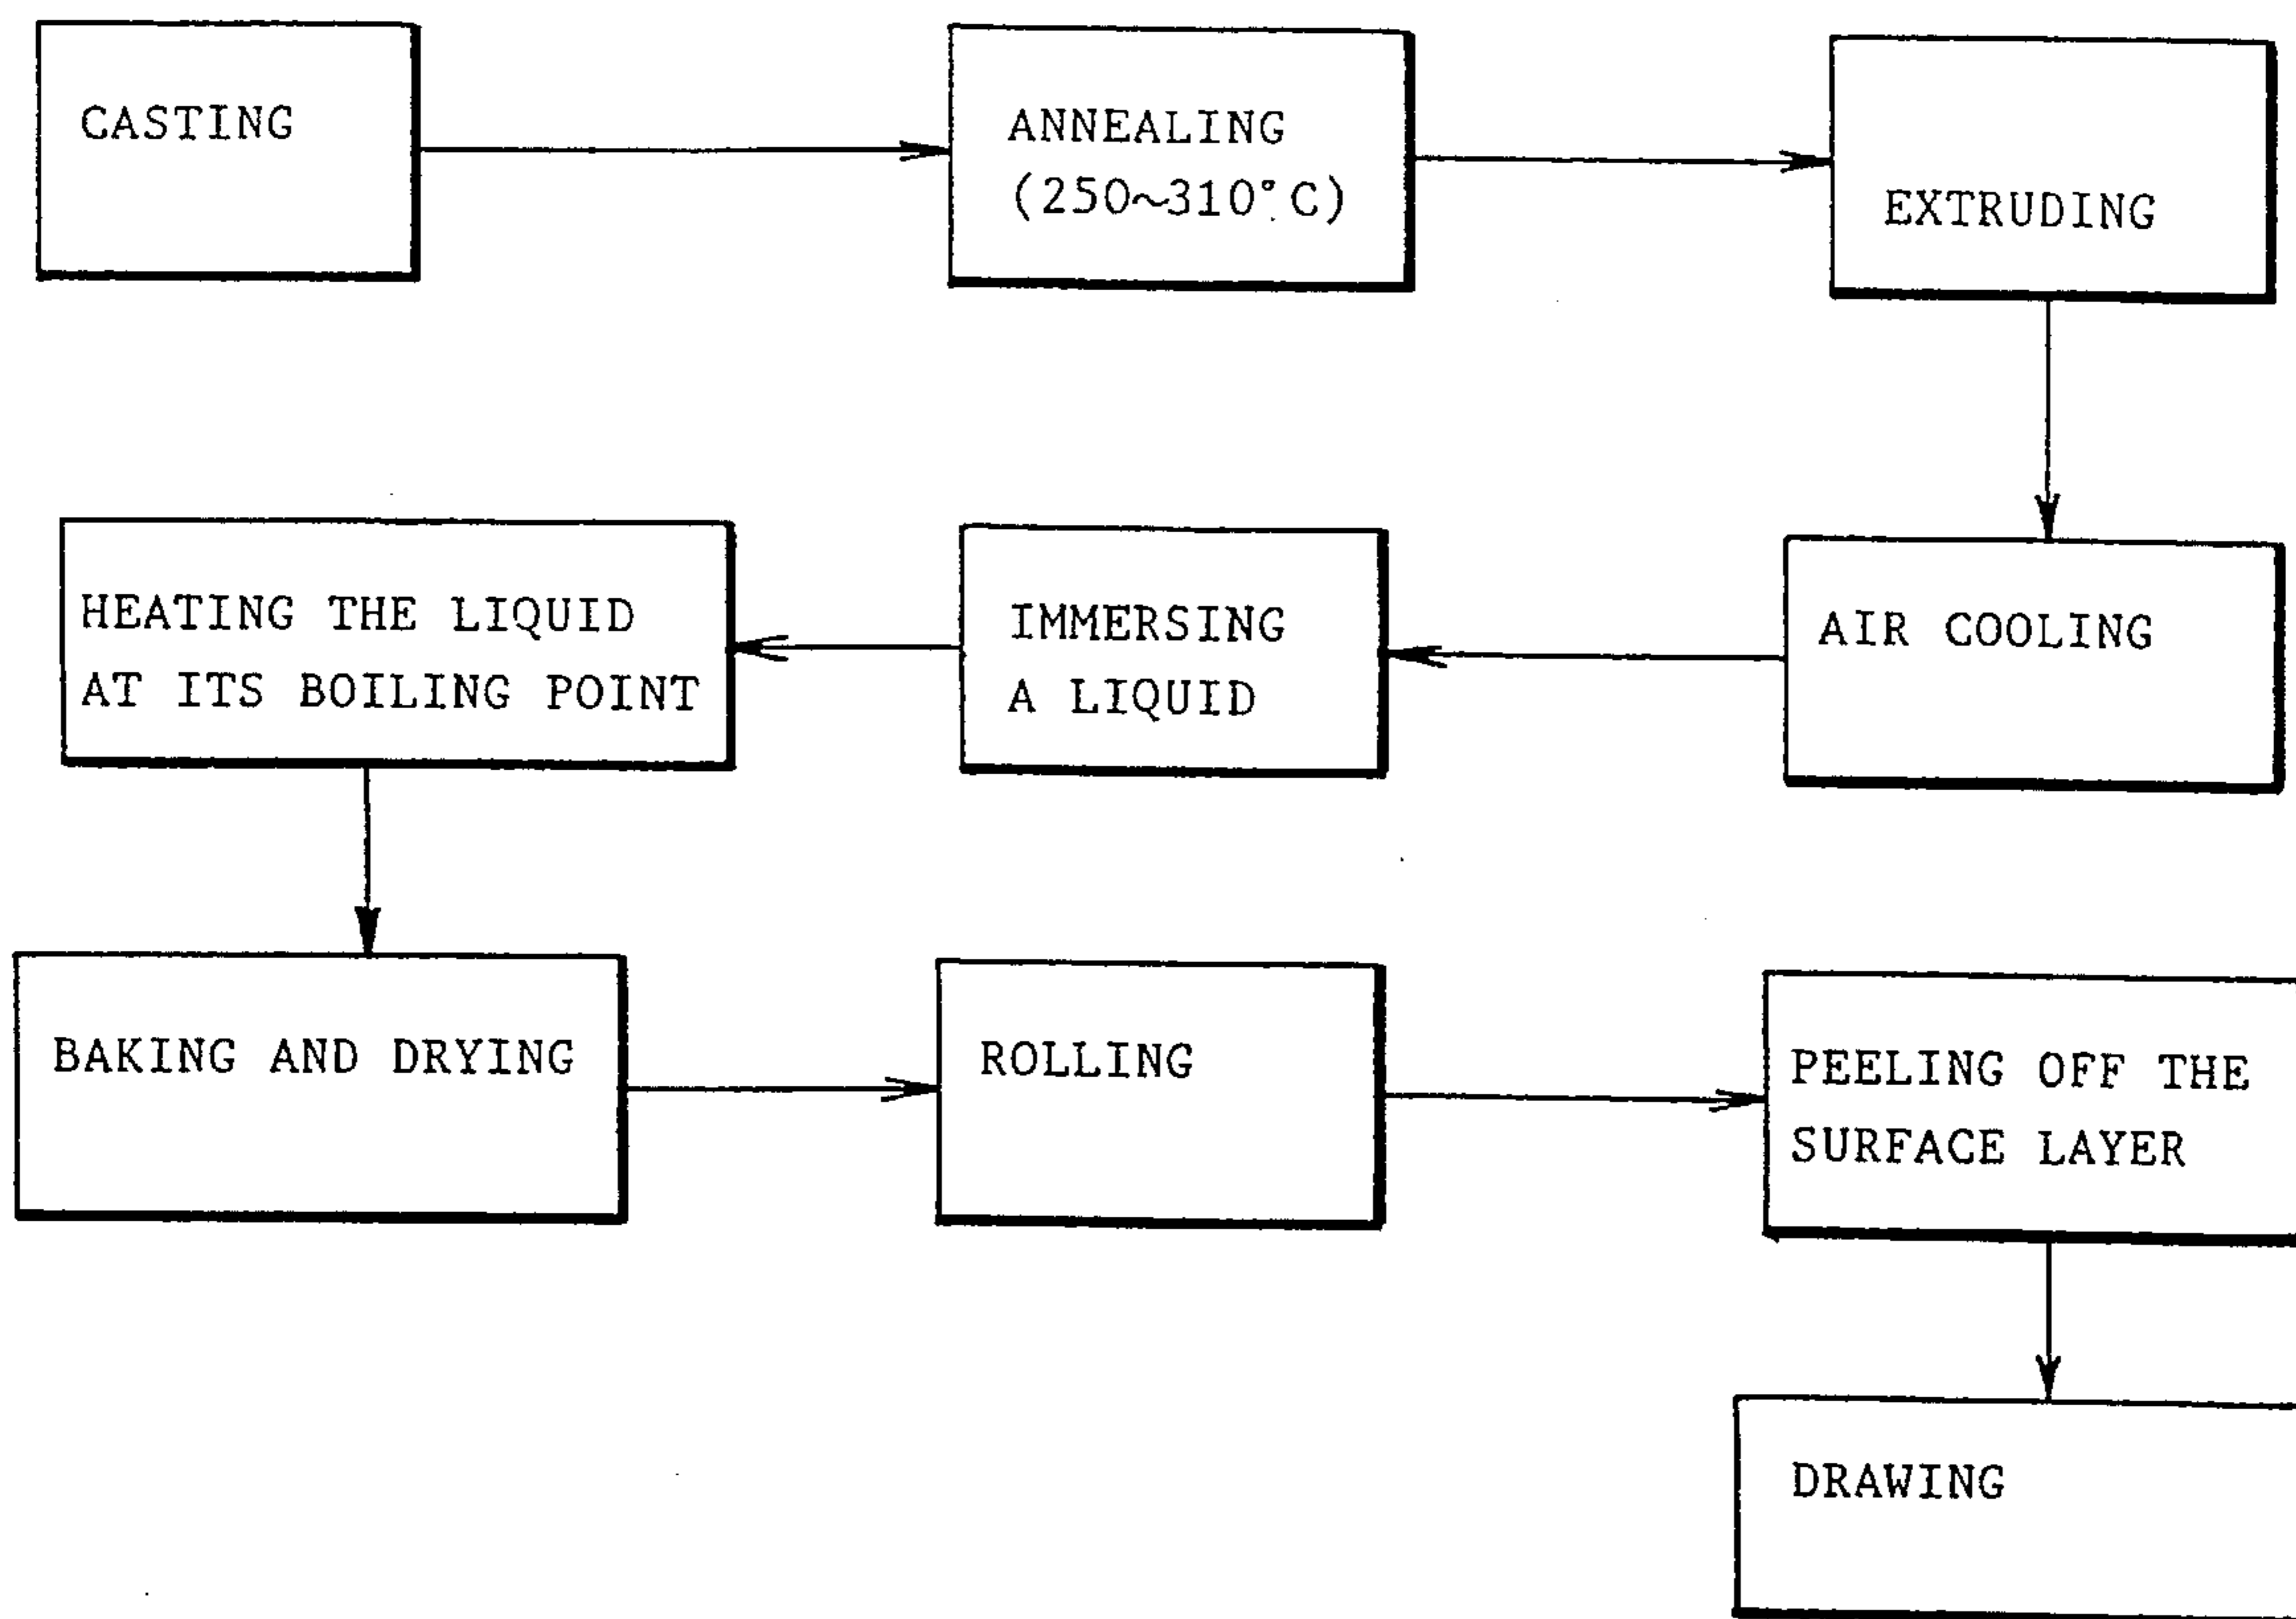 CASTING
ANNEALING
(250~310°C)
EXTRUDING
AIR COOLING
IMMERSING
A LIQUID
HEATING THE LIQUID
AT ITS BOILING POINT
BAKING AND DRYING
ROLLING
PEELING OFF THE
SURFACE LAYER
DRAWING